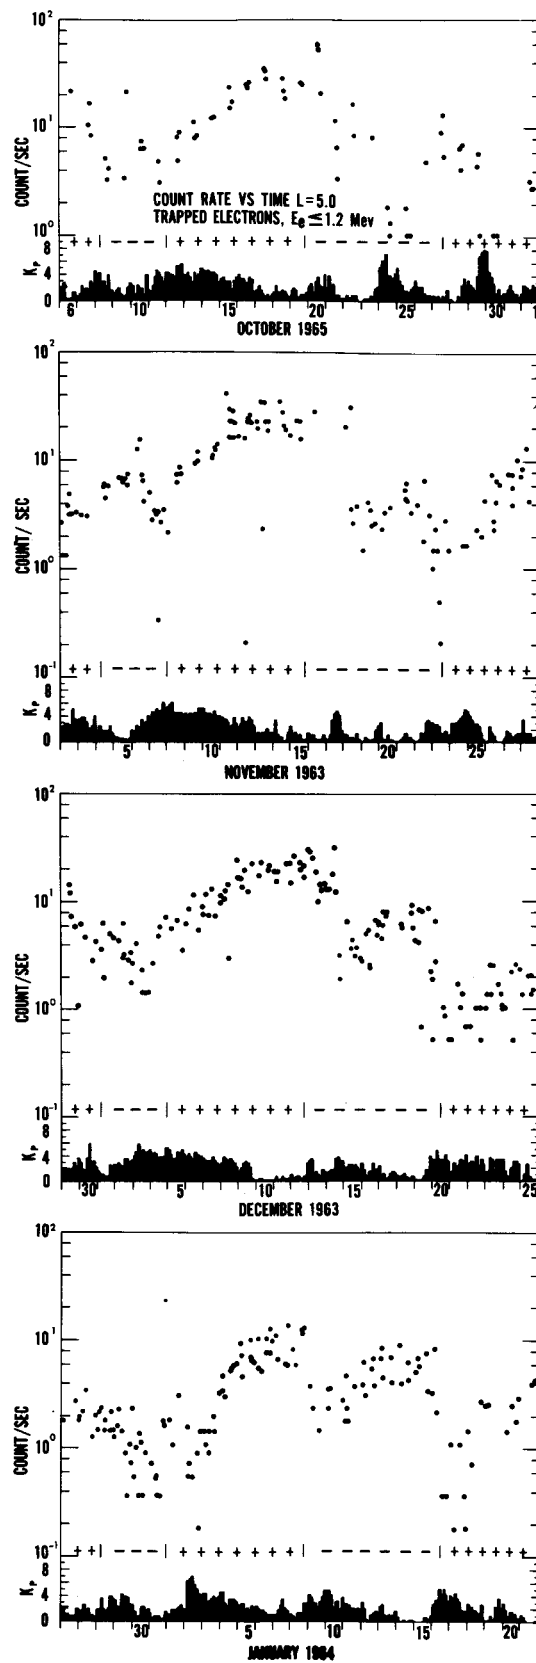 10²
10¹
10⁰
COUNT/SEC
COUNT RATE VS TIME L=5.0
TRAPPED ELECTRONS, Eₑ ≦ 1.2 Mev
+ + − − − − − + + + + + + + − − − − − − − + + + + +
Kₚ
8
4
0
6 10 15 20 25 30
OCTOBER 1965
10²
10¹
10⁰
10⁻¹
COUNT/ SEC
+ + − − − − + + + + + + + − − − − − − − + + + + + +
Kₚ
8
4
0
5 10 15 20 25
NOVEMBER 1963
10²
10¹
10⁰
10⁻¹
COUNT/SEC
+ + − − − − + + + + + + + − − − − − − − + + + + + +
Kₚ
8
4
0
30 5 10 15 20 25
DECEMBER 1963
10²
10¹
10⁰
10⁻¹
COUNT/SEC
+ + − − − − + + + + + + + + − − − − − − − + + + + + +
Kₚ
8
4
0
30 5 10 15 20
JANUARY 1964